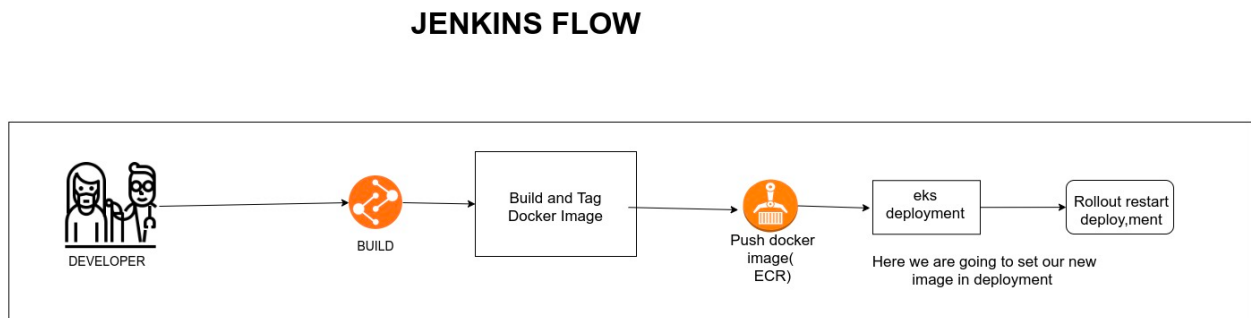 JENKINS FLOW
DEVELOPER
BUILD
Build and Tag
Docker Image
Push docker
image(
ECR)
eks
deployment
Here we are going to set our new
image in deployment
Rollout restart
deploy,ment